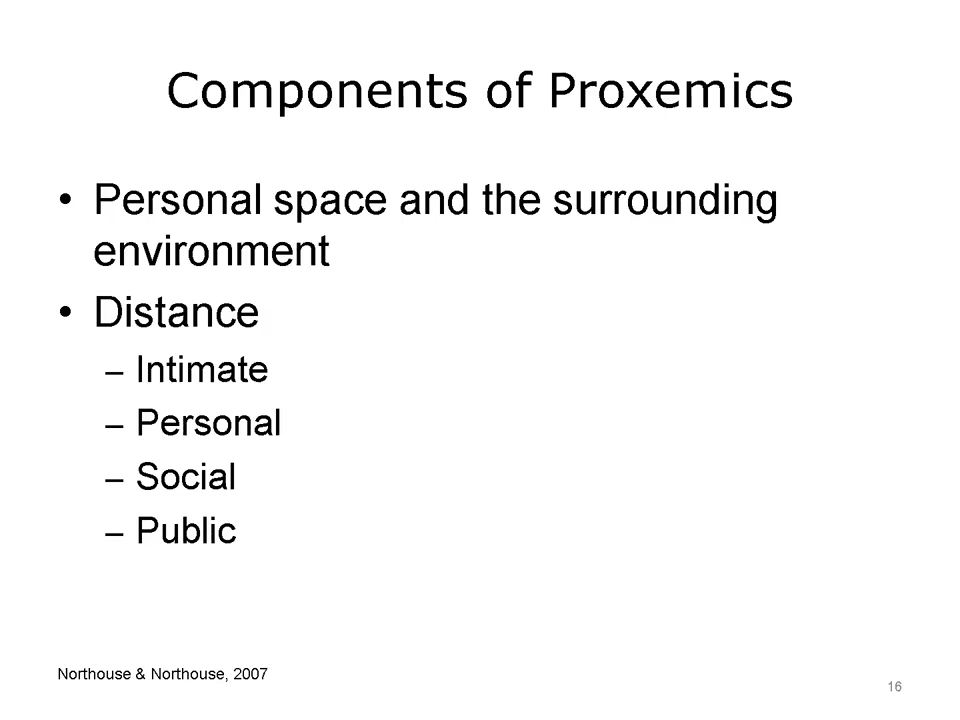 Components of Proxemics
• Personal space and the surrounding
environment
• Distance
– Intimate
– Personal
– Social
– Public
Northouse & Northouse, 2007
16